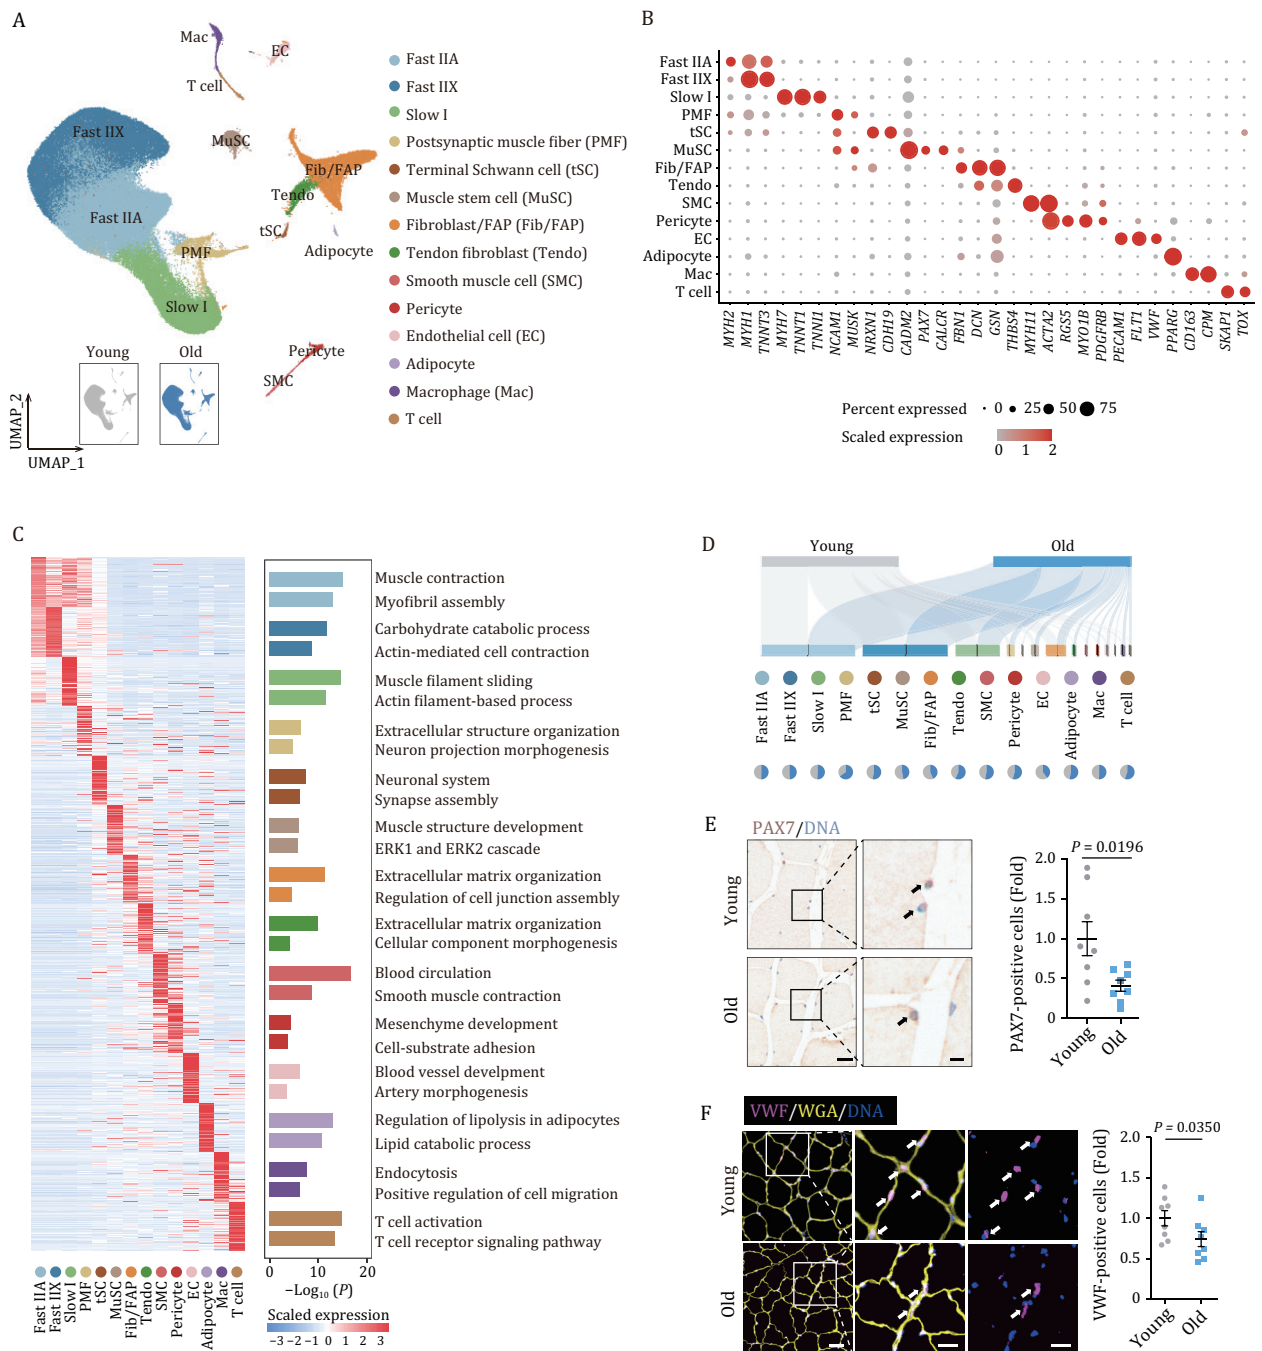 A
Mac
EC
T cell
Fast IIX
MuSC
Fib/FAP
Tendo
Fast IIA
tSC
PMF
Adipocyte
Slow I
Pericyte
SMC
Fast IIA
Fast IIX
Slow I
Postsynaptic muscle fiber (PMF)
Terminal Schwann cell (tSC)
Muscle stem cell (MuSC)
Fibroblast/FAP (Fib/FAP)
Tendon fibroblast (Tendo)
Smooth muscle cell (SMC)
Pericyte
Endothelial cell (EC)
Adipocyte
Macrophage (Mac)
T cell
Young
Old
UMAP_2
UMAP_1
B
Fast IIA
Fast IIX
Slow I
PMF
tSC
MuSC
Fib/FAP
Tendo
SMC
Pericyte
EC
Adipocyte
Mac
T cell
MYH2
MYH1
TNNT3
MYH7
TNNT1
TNNI1
NCAM1
MUSK
NRXN1
CDH19
CADM2
PAX7
CALCR
FBN1
DCN
GSN
THBS4
MYH11
ACTA2
RGS5
MYO1B
PDGFRB
PECAM1
FLT1
VWF
PPARG
CD163
CPM
SKAP1
TOX
Percent expressed 0 25 50 75
Scaled expression
0 1 2
C
Muscle contraction
Myofibril assembly
Carbohydrate catabolic process
Actin-mediated cell contraction
Muscle filament sliding
Actin filament-based process
Extracellular structure organization
Neuron projection morphogenesis
Neuronal system
Synapse assembly
Muscle structure development
ERK1 and ERK2 cascade
Extracellular matrix organization
Regulation of cell junction assembly
Extracellular matrix organization
Cellular component morphogenesis
Blood circulation
Smooth muscle contraction
Mesenchyme development
Cell-substrate adhesion
Blood vessel develpment
Artery morphogenesis
Regulation of lipolysis in adipocytes
Lipid catabolic process
Endocytosis
Positive regulation of cell migration
T cell activation
T cell receptor signaling pathway
0 10 20
−Log₁₀ (P)
Scaled expression
−3 −2 −1 0 1 2 3
Fast IIA
Fast IIX
Slow I
PMF
tSC
MuSC
Fib/FAP
Tendo
SMC
Pericyte
EC
Adipocyte
Mac
T cell
D
Young
Old
Fast IIA
Fast IIX
Slow I
PMF
tSC
MuSC
Fib/FAP
Tendo
SMC
Pericyte
EC
Adipocyte
Mac
T cell
E
PAX7/DNA
Young
Old
P = 0.0196
PAX7-positive cells (Fold)
2.0
1.5
1.0
0.5
0
Young
Old
F
VWF/WGA/DNA
Young
Old
P = 0.0350
VWF-positive cells (Fold)
2.0
1.5
1.0
0.5
0
Young
Old